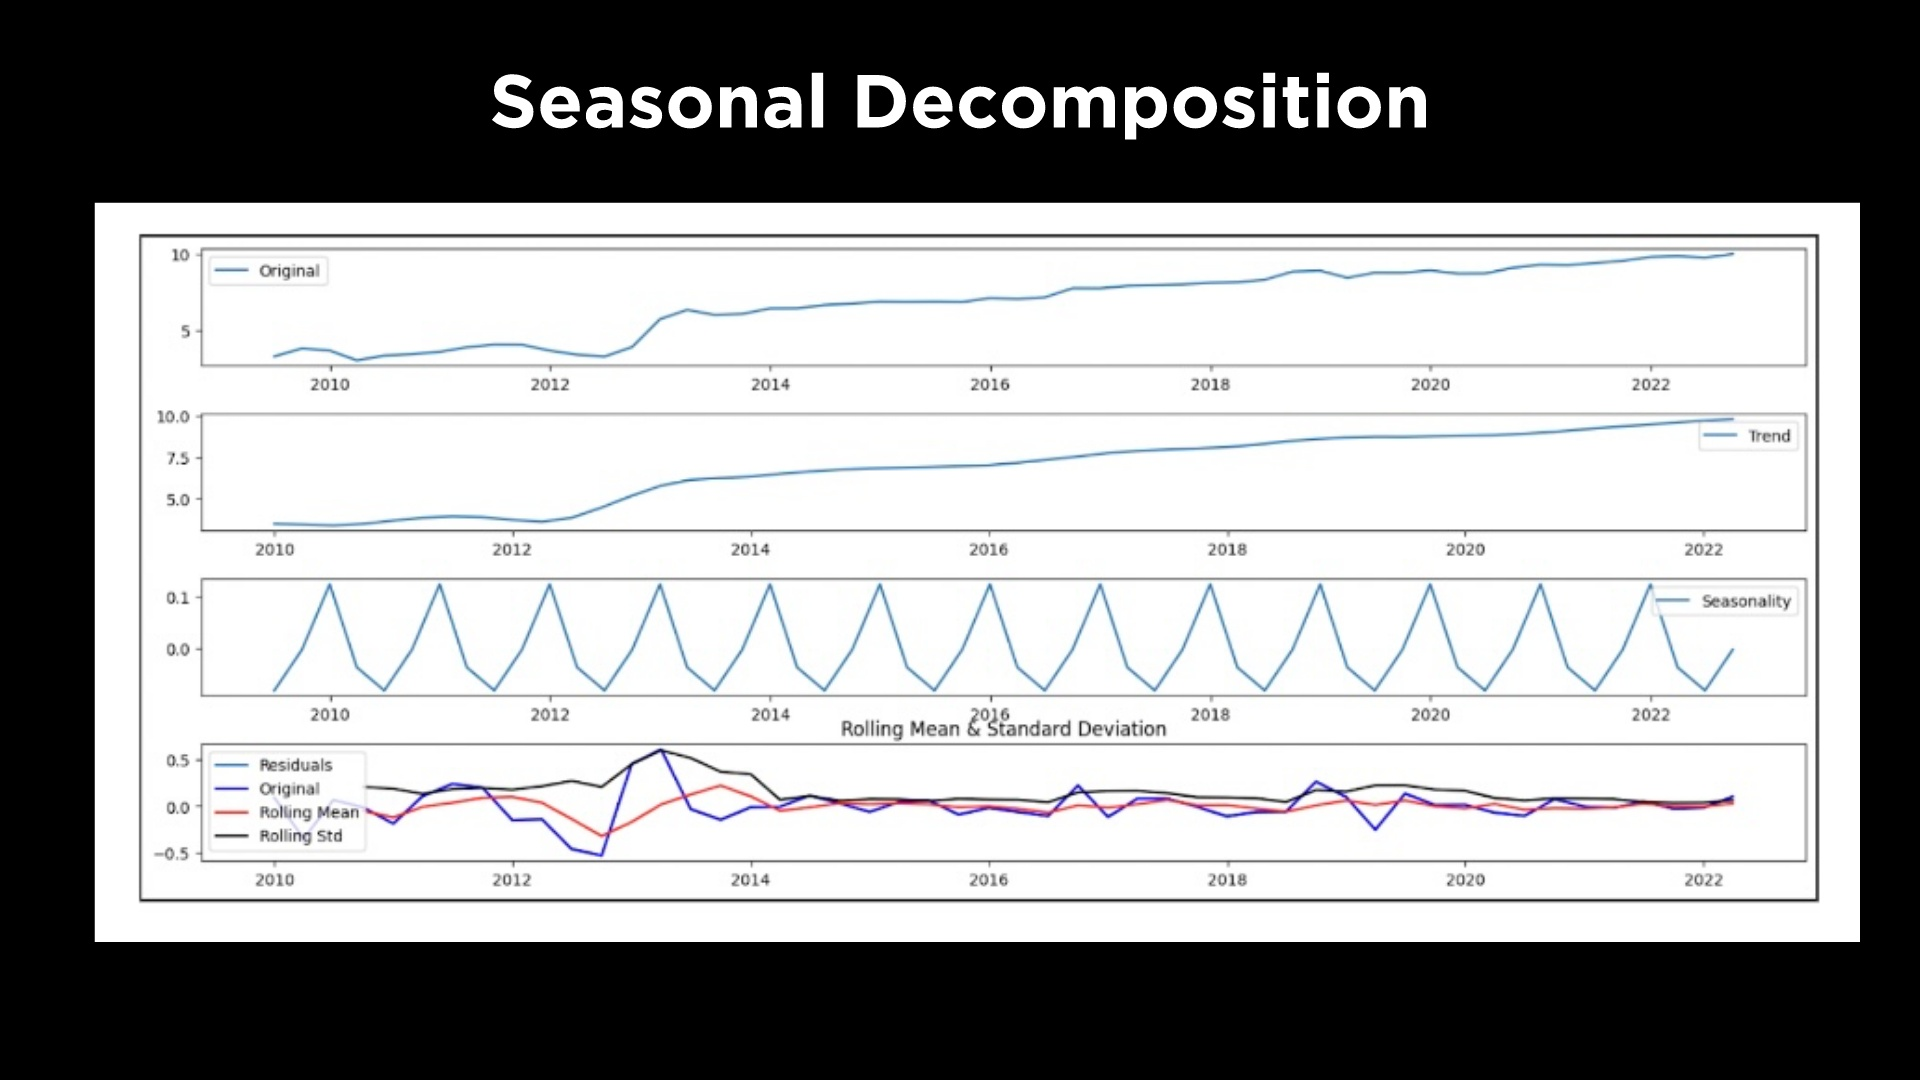 Seasonal Decomposition
10
5
Original
2010 2012 2014 2016 2018 2020 2022
10.0
7.5
5.0
Trend
2010 2012 2014 2016 2018 2020 2022
0.1
0.0
Seasonality
2010 2012 2014 2016 2018 2020 2022
Rolling Mean & Standard Deviation
0.5
0.0
−0.5
Residuals
Original
Rolling Mean
Rolling Std
2010 2012 2014 2016 2018 2020 2022